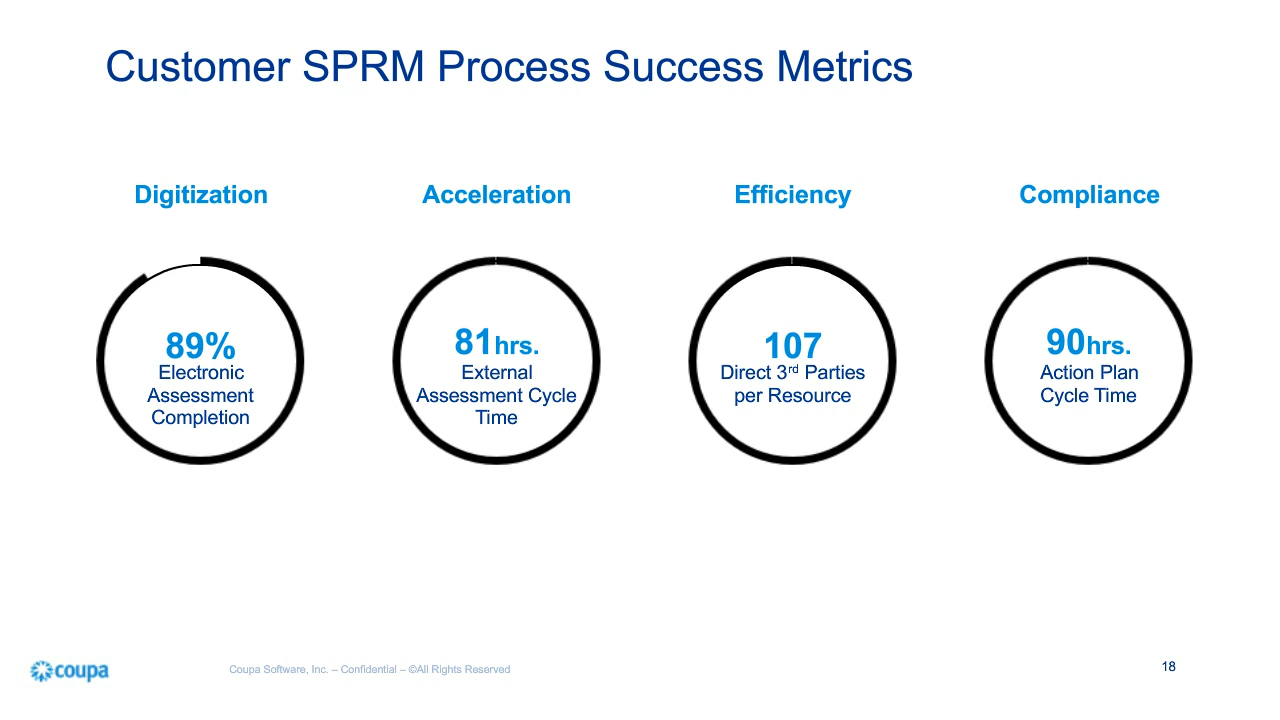 Customer SPRM Process Success Metrics
Digitization
Acceleration
Efficiency
Compliance
89%
Electronic
Assessment
Completion
81hrs.
External
Assessment Cycle
Time
107
Direct 3rd Parties
per Resource
90hrs.
Action Plan
Cycle Time
coupa
Coupa Software, Inc. – Confidential – ©All Rights Reserved
18